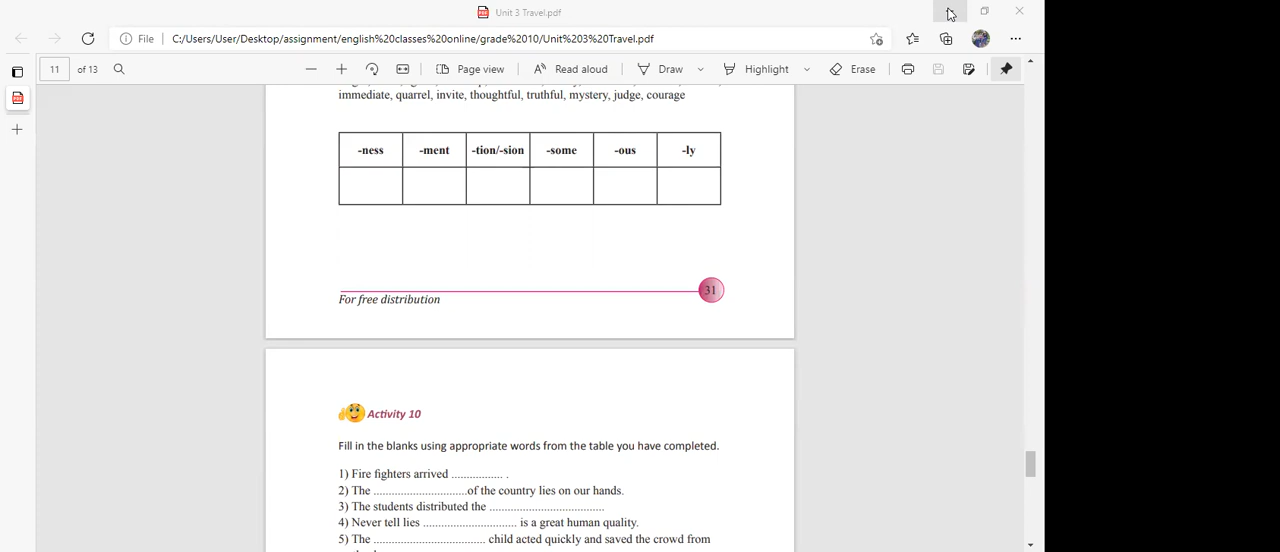 Unit 3 Travel.pdf
File C:/Users/User/Desktop/assignment/english%20classes%20online/grade%2010/Unit%203%20Travel.pdf
11 of 13 Page view Read aloud Draw Highlight Erase
immediate, quarrel, invite, thoughtful, truthful, mystery, judge, courage
-ness -ment -tion/-sion -some -ous -ly
31
For free distribution
Activity 10
Fill in the blanks using appropriate words from the table you have completed.
1) Fire fighters arrived ................. .
2) The ...............................of the country lies on our hands.
3) The students distributed the ......................................
4) Never tell lies ............................... is a great human quality.
5) The ..................................... child acted quickly and saved the crowd from